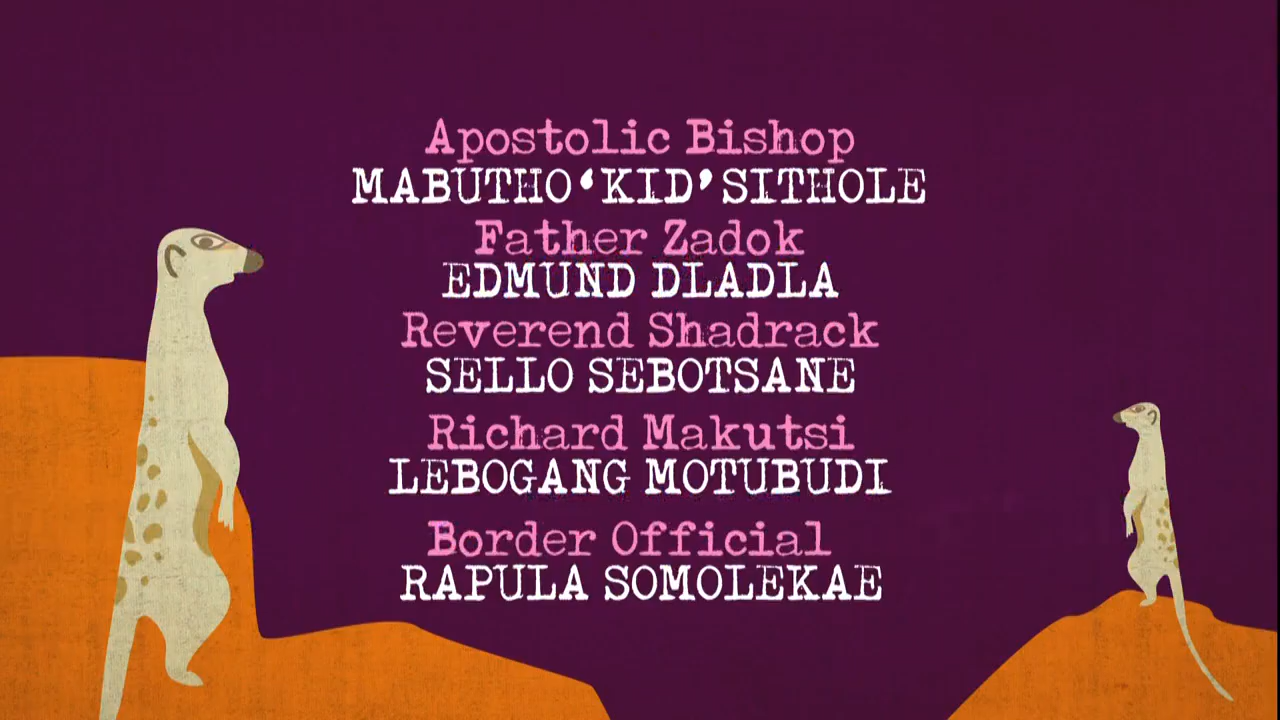 Apostolic Bishop
MABUTHO ‘KID’ SITHOLE
Father Zadok
EDMUND DLADLA
Reverend Shadrack
SELLO SEBOTSANE
Richard Makutsi
LEBOGANG MOTUBUDI
Border Official
RAPULA SOMOLEKAE